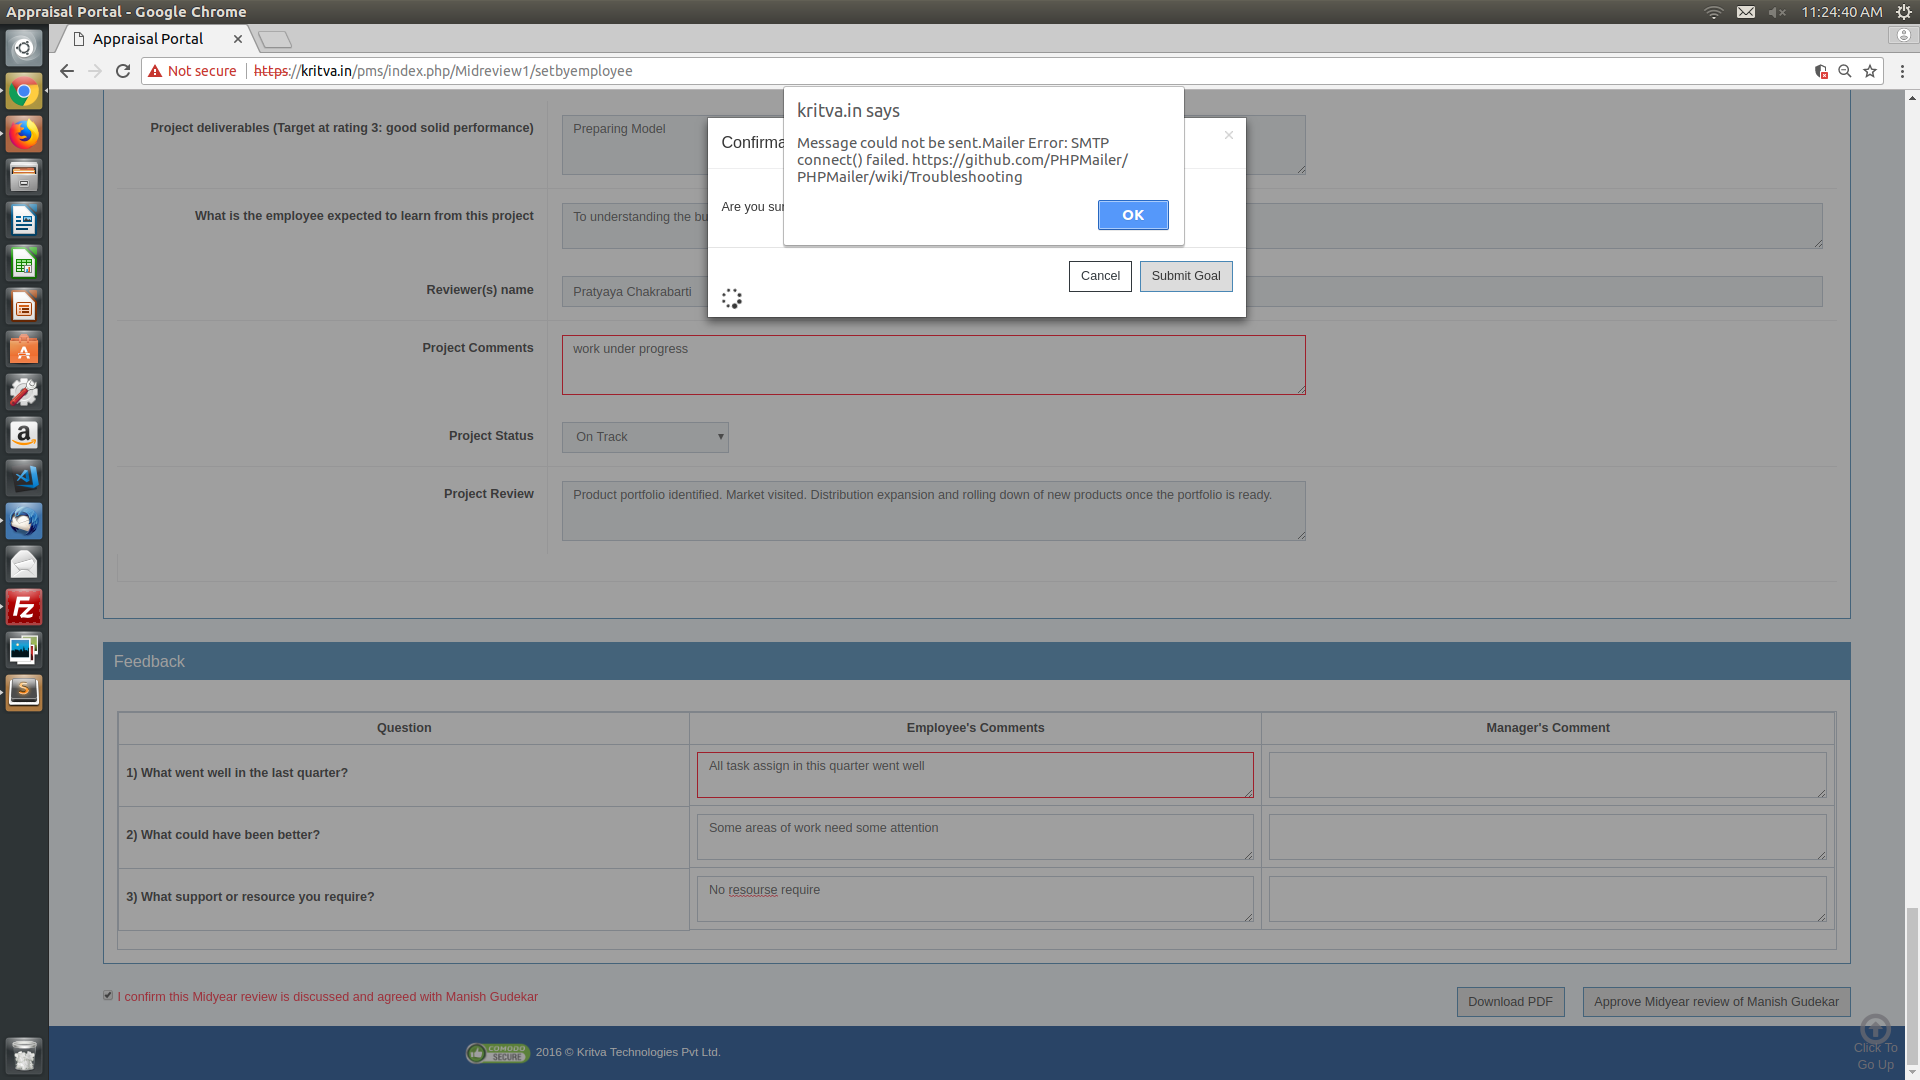 Appraisal Portal - Google Chrome
11:24:40 AM
Appraisal Portal
Not secure
https://kritva.in/pms/index.php/Midreview1/setbyemployee
kritva.in says
Message could not be sent.Mailer Error: SMTP
connect() failed. https://github.com/PHPMailer/
PHPMailer/wiki/Troubleshooting
OK
Confirma
Are you sur
Cancel
Submit Goal
Project deliverables (Target at rating 3: good solid performance)
Preparing Model
What is the employee expected to learn from this project
To understanding the bu
Reviewer(s) name
Pratyaya Chakrabarti
Project Comments
work under progress
Project Status
On Track
Project Review
Product portfolio identified. Market visited. Distribution expansion and rolling down of new products once the portfolio is ready.
Feedback
Question
Employee's Comments
Manager's Comment
1) What went well in the last quarter?
All task assign in this quarter went well
2) What could have been better?
Some areas of work need some attention
3) What support or resource you require?
No resourse require
I confirm this Midyear review is discussed and agreed with Manish Gudekar
Download PDF
Approve Midyear review of Manish Gudekar
COMODO
SECURE
2016 © Kritva Technologies Pvt Ltd.
Click To
Go Up